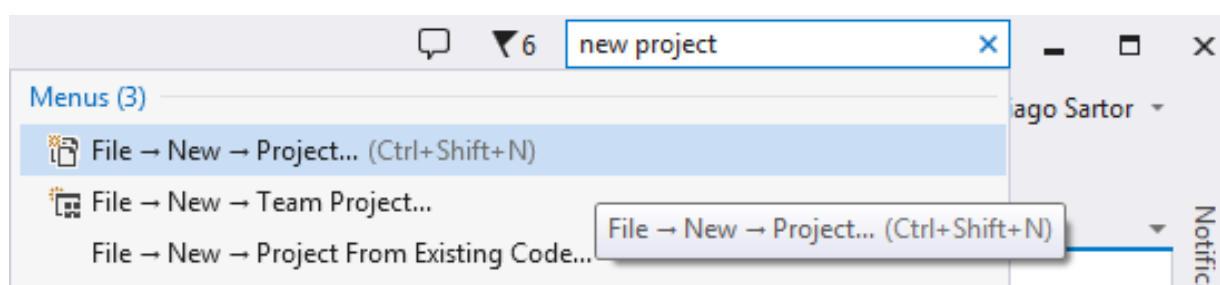 6 new project
Menus (3)
ago Sartor
File → New → Project... (Ctrl+Shift+N)
File → New → Team Project...
File → New → Project... (Ctrl+Shift+N)
File → New → Project From Existing Code...
Notific